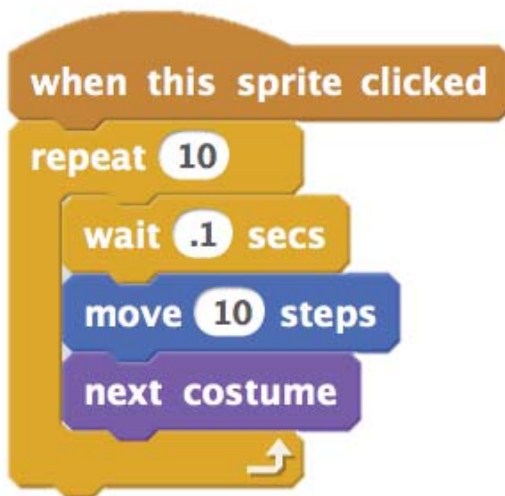 when this sprite clicked
repeat 10
wait .1 secs
move 10 steps
next costume